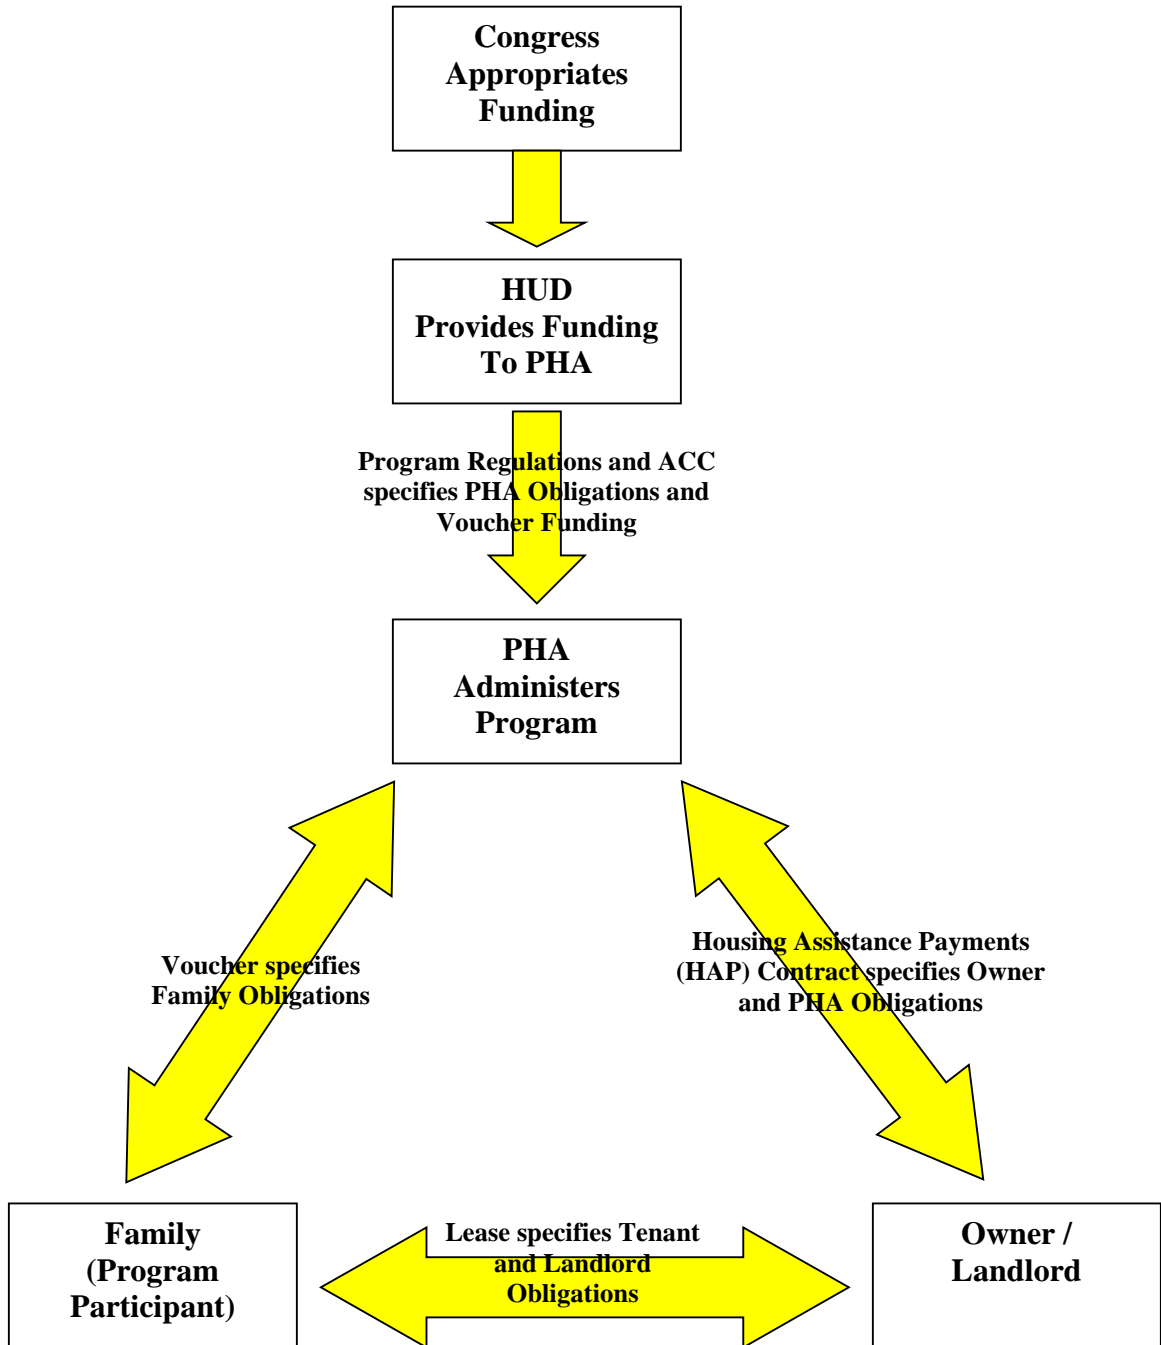 Congress
Appropriates
Funding
HUD
Provides Funding
To PHA
Program Regulations and ACC
specifies PHA Obligations and
Voucher Funding
PHA
Administers
Program
Voucher specifies
Family Obligations
Housing Assistance Payments
(HAP) Contract specifies Owner
and PHA Obligations
Family
(Program
Participant)
Lease specifies Tenant
and Landlord
Obligations
Owner /
Landlord